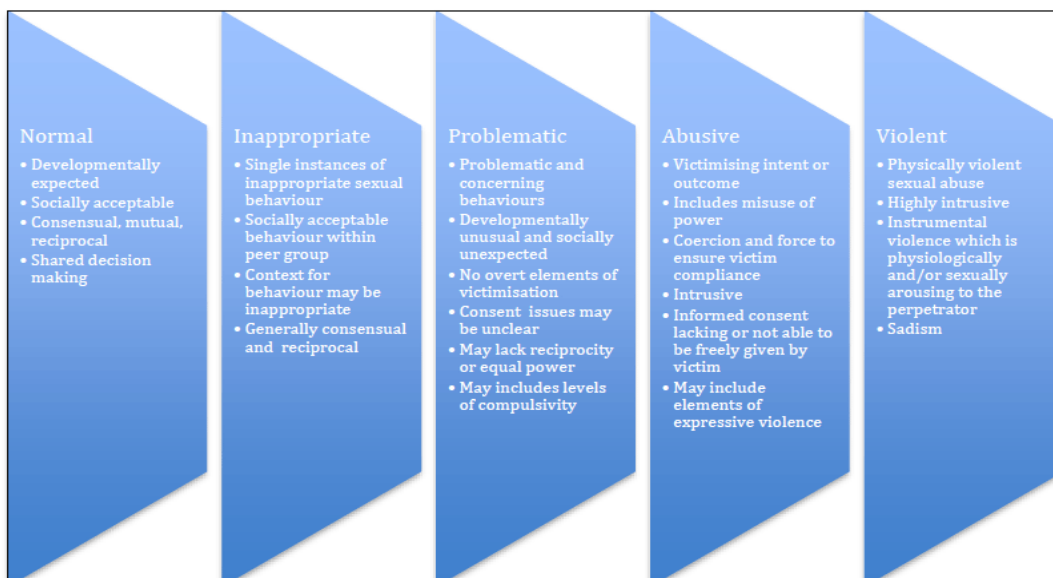 Normal
• Developmentally
expected
• Socially acceptable
• Consensual, mutual,
reciprocal
• Shared decision
making
Inappropriate
• Single instances of
inappropriate sexual
behaviour
• Socially acceptable
behaviour within
peer group
• Context for
behaviour may be
inappropriate
• Generally consensual
and reciprocal
Problematic
• Problematic and
concerning
behaviours
• Developmentally
unusual and socially
unexpected
• No overt elements of
victimisation
• Consent issues may
be unclear
• May lack reciprocity
or equal power
• May includes levels
of compulsivity
Abusive
• Victimising intent or
outcome
• Includes misuse of
power
• Coercion and force to
ensure victim
compliance
• Intrusive
• Informed consent
lacking or not able to
be freely given by
victim
• May include
elements of
expressive violence
Violent
• Physically violent
sexual abuse
• Highly intrusive
• Instrumental
violence which is
physiologically
and/or sexually
arousing to the
perpetrator
• Sadism